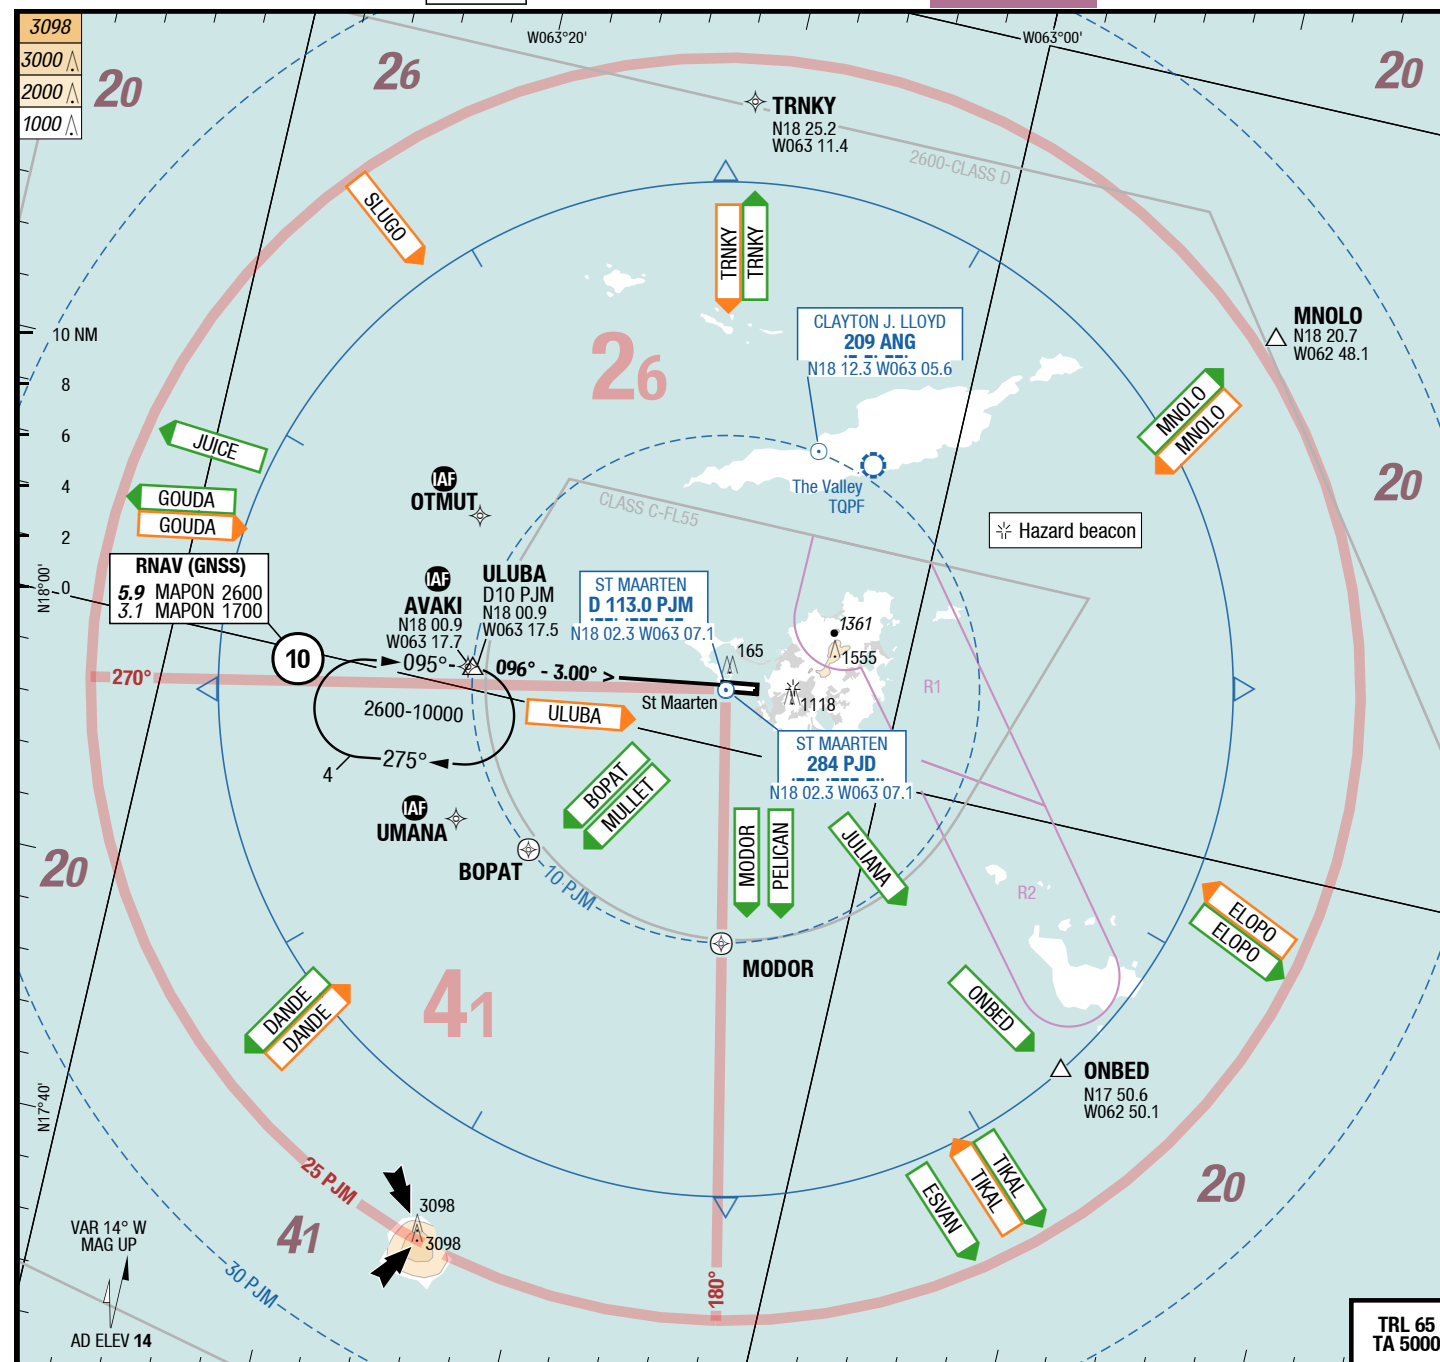 3098
3000
2000
1000
20
26
W063°20'
W063°00'
20
TRNKY
N18 25.2
W063 11.4
2600-CLASS D
SLUGO
TRNKY
TRNKY
MNOLO
N18 20.7
W062 48.1
CLAYTON J. LLOYD
209 ANG
N18 12.3 W063 05.6
10 NM
8
6
4
2
0
26
MNOLO
MNOLO
JUICE
GOUDA
GOUDA
IAF
OTMUT
The Valley
TQPF
CLASS C-FL55
20
Hazard beacon
RNAV (GNSS)
5.9 MAPON 2600
3.1 MAPON 1700
N18°00'
IAF
AVAKI
N18 00.9
W063 17.7
ULUBA
D10 PJM
N18 00.9
W063 17.5
ST MAARTEN
D 113.0 PJM
N18 02.3 W063 07.1
1361
165
1555
10
095°
096° - 3.00° >
270°
St Maarten
1118
R1
2600-10000
ULUBA
275°
4
ST MAARTEN
284 PJD
N18 02.3 W063 07.1
BOPAT
MULLET
IAF
UMANA
BOPAT
10 PJM
MODOR
PELICAN
JULIANA
20
R2
ELOPO
ELOPO
MODOR
41
DANDE
DANDE
ONBED
ONBED
N17 50.6
W062 50.1
N17°40'
25 PJM
TIKAL
TIKAL
ESVAN
20
3098
3098
41
VAR 14° W
MAG UP
30 PJM
180°
AD ELEV 14
TRL 65
TA 5000